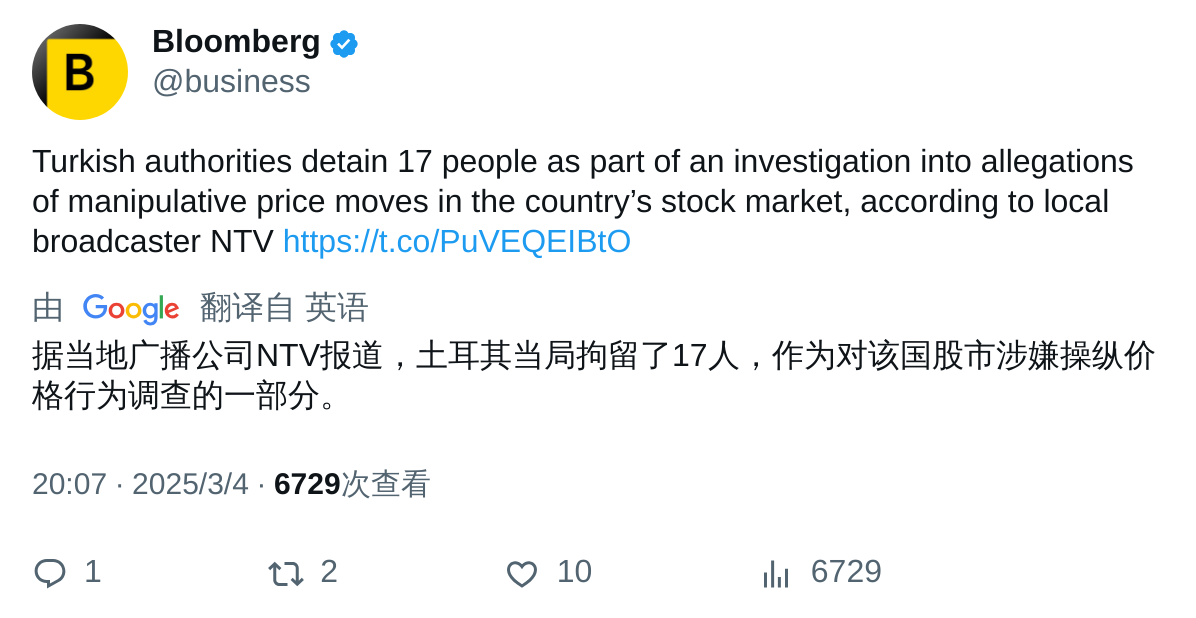 B
Bloomberg
@business
Turkish authorities detain 17 people as part of an investigation into allegations
of manipulative price moves in the country’s stock market, according to local
broadcaster NTV https://t.co/PuVEQEIBtO
由 Google 翻译自 英语
据当地广播公司NTV报道，土耳其当局拘留了17人，作为对该国股市涉嫌操纵价
格行为调查的一部分。
20:07 · 2025/3/4 · 6729次查看
1 2 10 6729